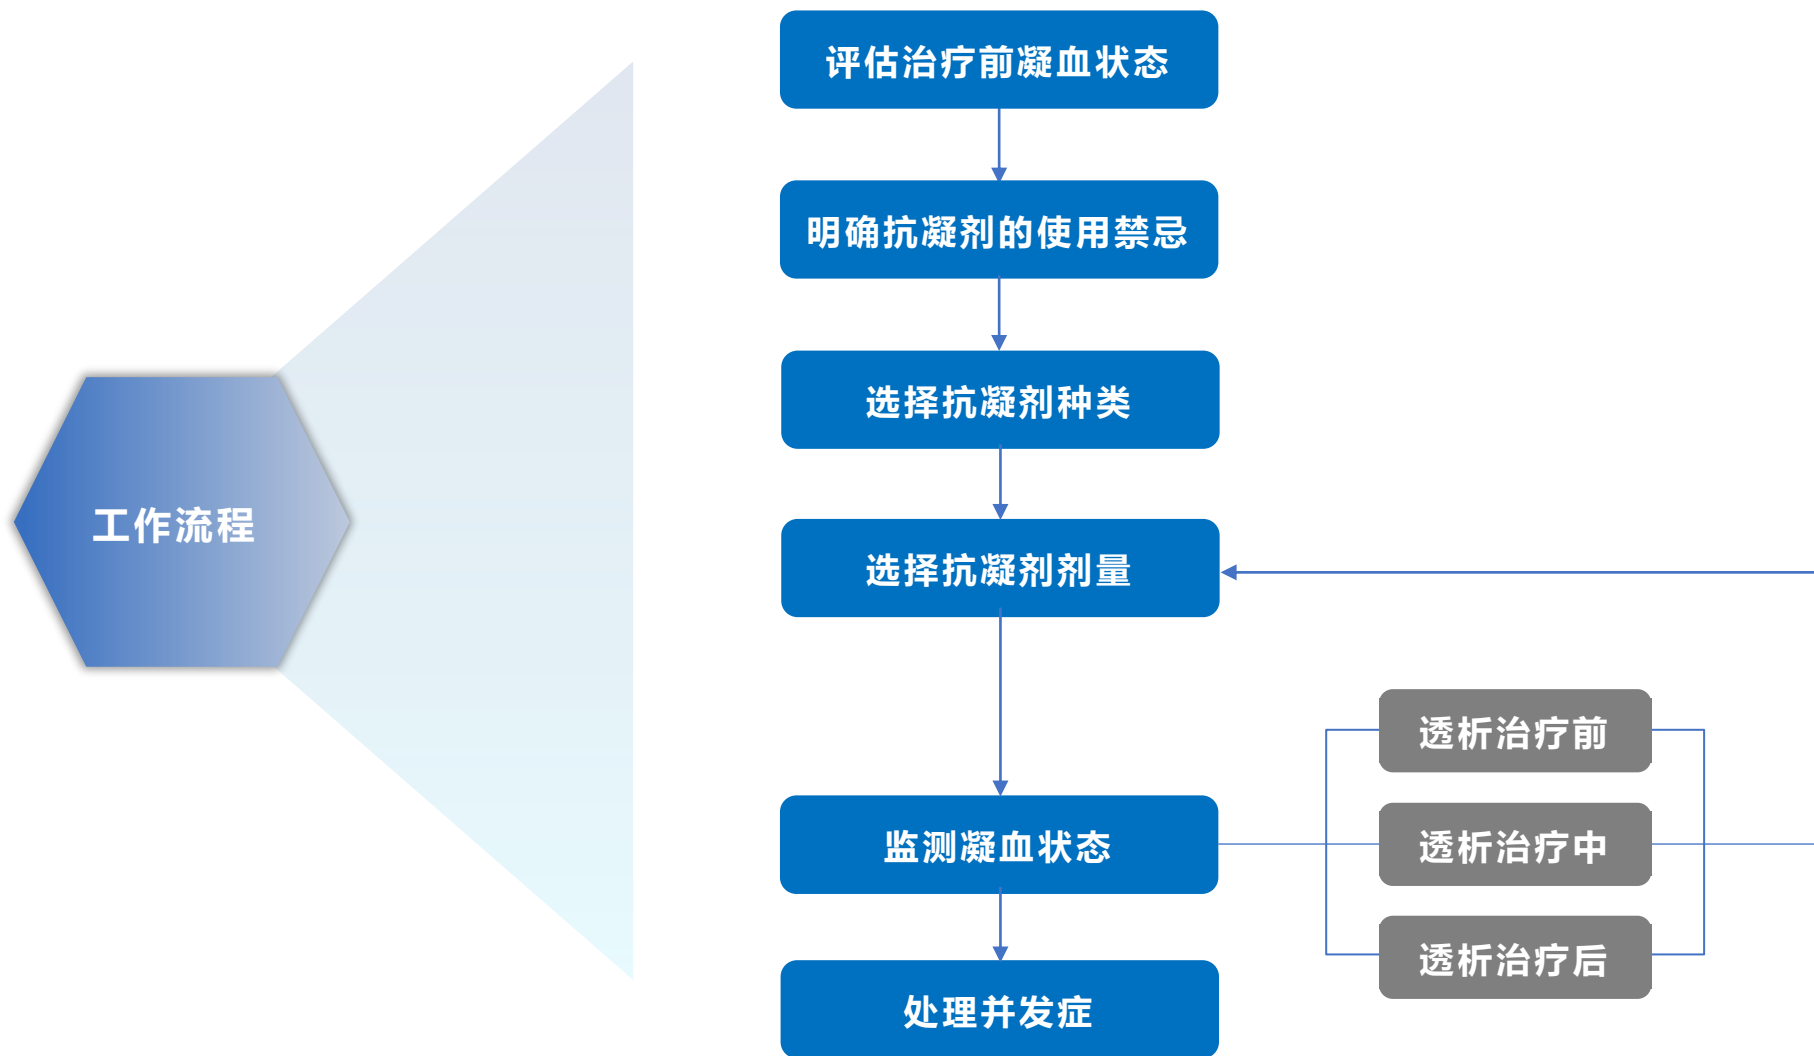 工作流程
评估治疗前凝血状态
明确抗凝剂的使用禁忌
选择抗凝剂种类
选择抗凝剂剂量
监测凝血状态
处理并发症
透析治疗前
透析治疗中
透析治疗后